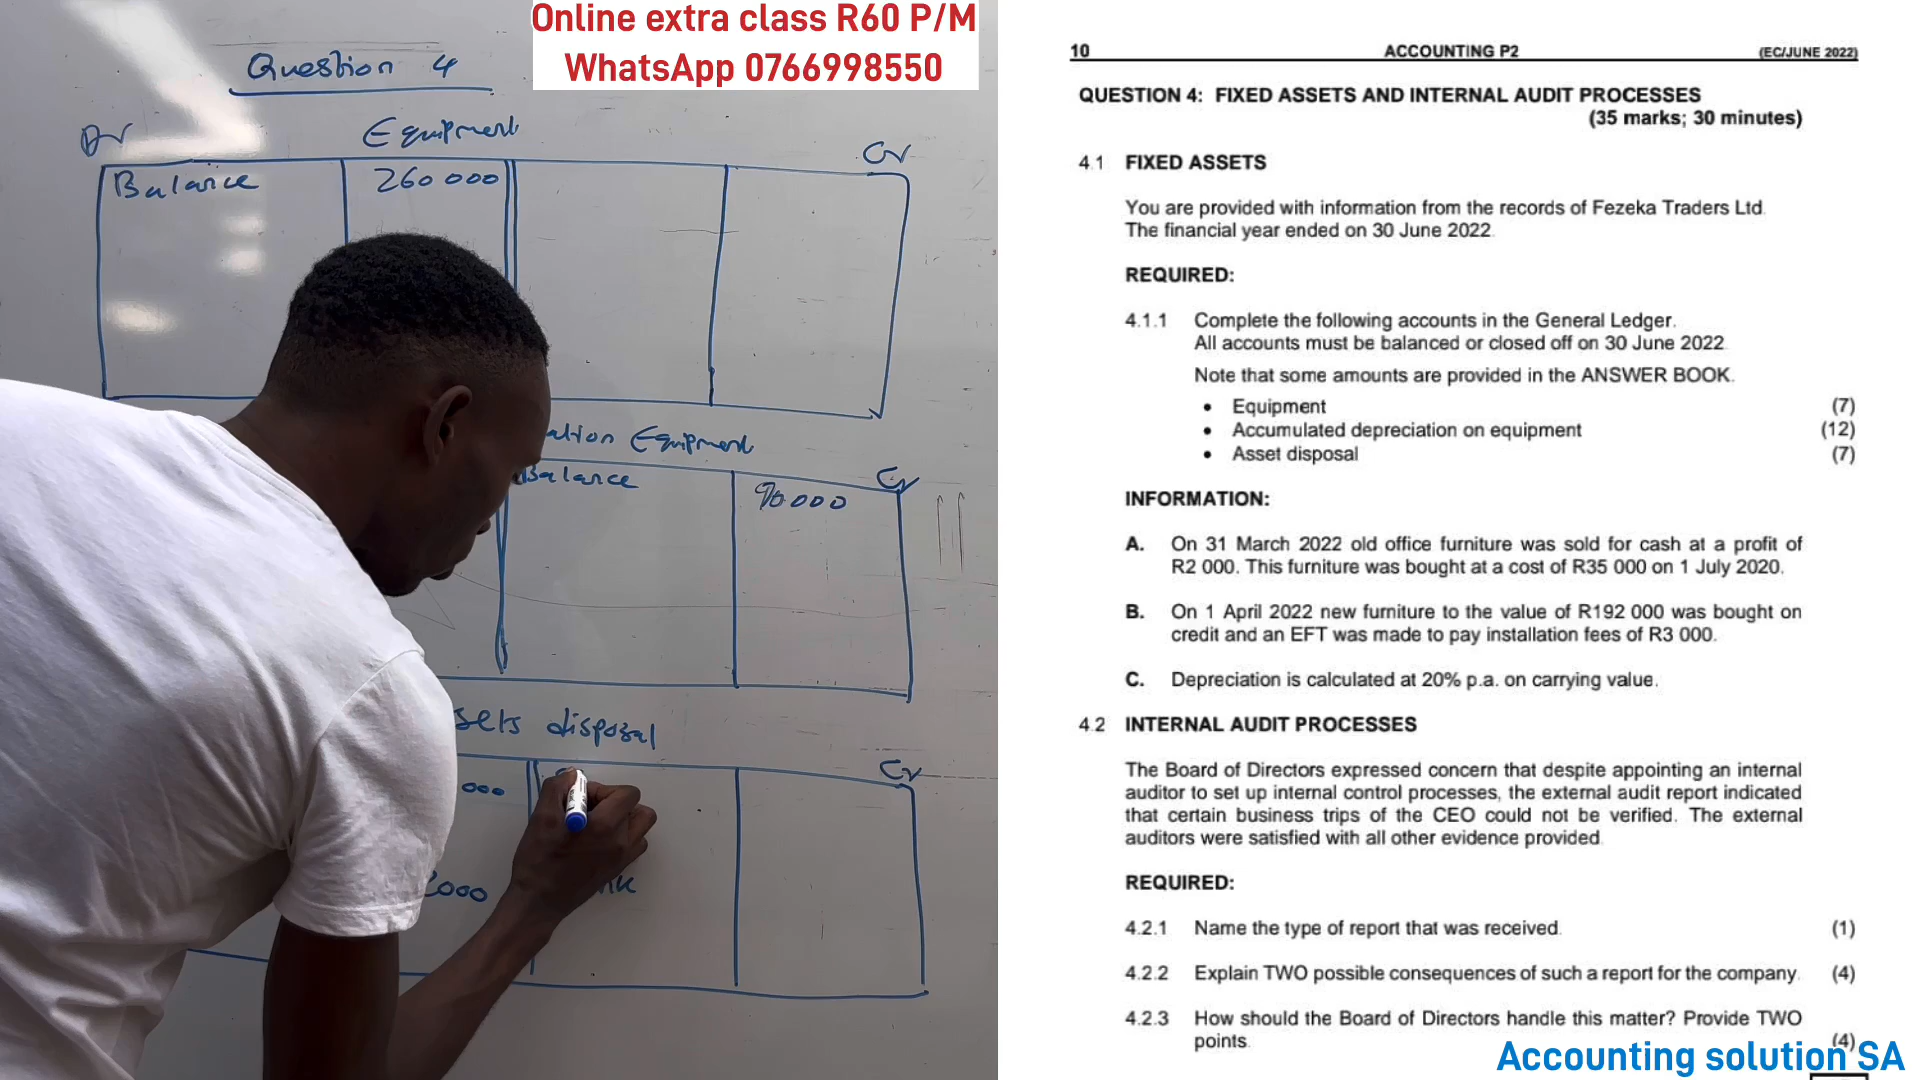 Online extra class R60 P/M
WhatsApp 0766998550
Question 4
Dr
Equipment
Cr
Balance
260 000
ation Equipment
Balance
90 000
Cr
sets disposal
000
Cr
2000
10
ACCOUNTING P2
(EC/JUNE 2022)
QUESTION 4: FIXED ASSETS AND INTERNAL AUDIT PROCESSES
(35 marks; 30 minutes)
4.1 FIXED ASSETS
You are provided with information from the records of Fezeka Traders Ltd.
The financial year ended on 30 June 2022.
REQUIRED:
4.1.1 Complete the following accounts in the General Ledger.
All accounts must be balanced or closed off on 30 June 2022.
Note that some amounts are provided in the ANSWER BOOK.
• Equipment (7)
• Accumulated depreciation on equipment (12)
• Asset disposal (7)
INFORMATION:
A. On 31 March 2022 old office furniture was sold for cash at a profit of
R2 000. This furniture was bought at a cost of R35 000 on 1 July 2020.
B. On 1 April 2022 new furniture to the value of R192 000 was bought on
credit and an EFT was made to pay installation fees of R3 000.
C. Depreciation is calculated at 20% p.a. on carrying value.
4.2 INTERNAL AUDIT PROCESSES
The Board of Directors expressed concern that despite appointing an internal
auditor to set up internal control processes, the external audit report indicated
that certain business trips of the CEO could not be verified. The external
auditors were satisfied with all other evidence provided.
REQUIRED:
4.2.1 Name the type of report that was received. (1)
4.2.2 Explain TWO possible consequences of such a report for the company. (4)
4.2.3 How should the Board of Directors handle this matter? Provide TWO
points. (4)
Accounting solution SA